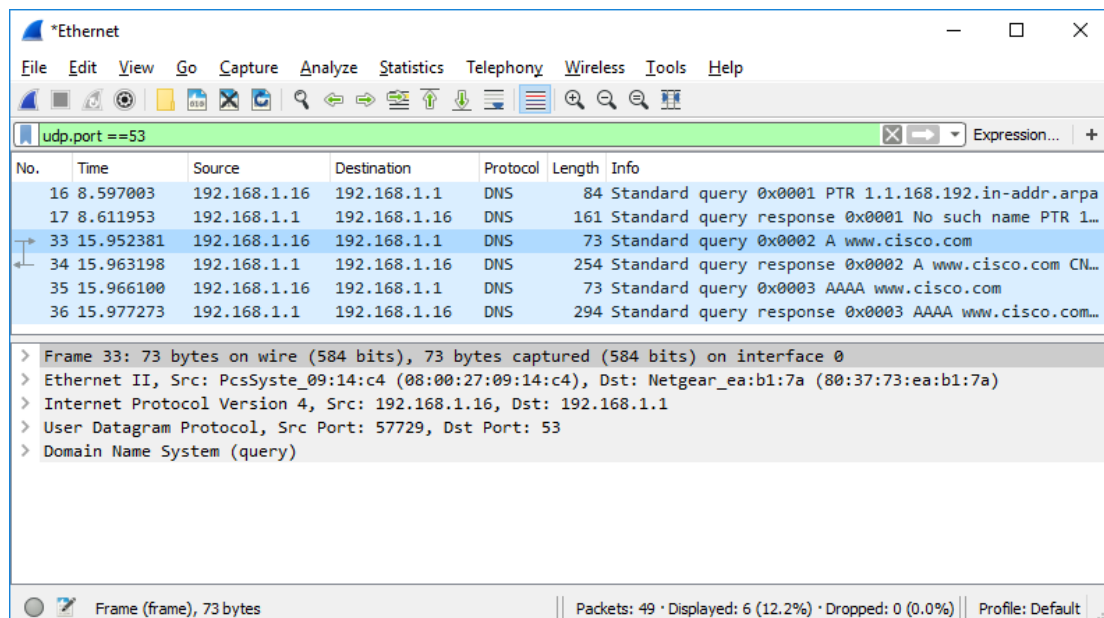 *Ethernet
File Edit View Go Capture Analyze Statistics Telephony Wireless Tools Help
udp.port ==53 Expression... +
No. Time Source Destination Protocol Length Info
16 8.597003 192.168.1.16 192.168.1.1 DNS 84 Standard query 0x0001 PTR 1.1.168.192.in-addr.arpa
17 8.611953 192.168.1.1 192.168.1.16 DNS 161 Standard query response 0x0001 No such name PTR 1…
33 15.952381 192.168.1.16 192.168.1.1 DNS 73 Standard query 0x0002 A www.cisco.com
34 15.963198 192.168.1.1 192.168.1.16 DNS 254 Standard query response 0x0002 A www.cisco.com CN…
35 15.966100 192.168.1.16 192.168.1.1 DNS 73 Standard query 0x0003 AAAA www.cisco.com
36 15.977273 192.168.1.1 192.168.1.16 DNS 294 Standard query response 0x0003 AAAA www.cisco.com…
> Frame 33: 73 bytes on wire (584 bits), 73 bytes captured (584 bits) on interface 0
> Ethernet II, Src: PcsSyste_09:14:c4 (08:00:27:09:14:c4), Dst: Netgear_ea:b1:7a (80:37:73:ea:b1:7a)
> Internet Protocol Version 4, Src: 192.168.1.16, Dst: 192.168.1.1
> User Datagram Protocol, Src Port: 57729, Dst Port: 53
> Domain Name System (query)
Frame (frame), 73 bytes Packets: 49 · Displayed: 6 (12.2%) · Dropped: 0 (0.0%) Profile: Default